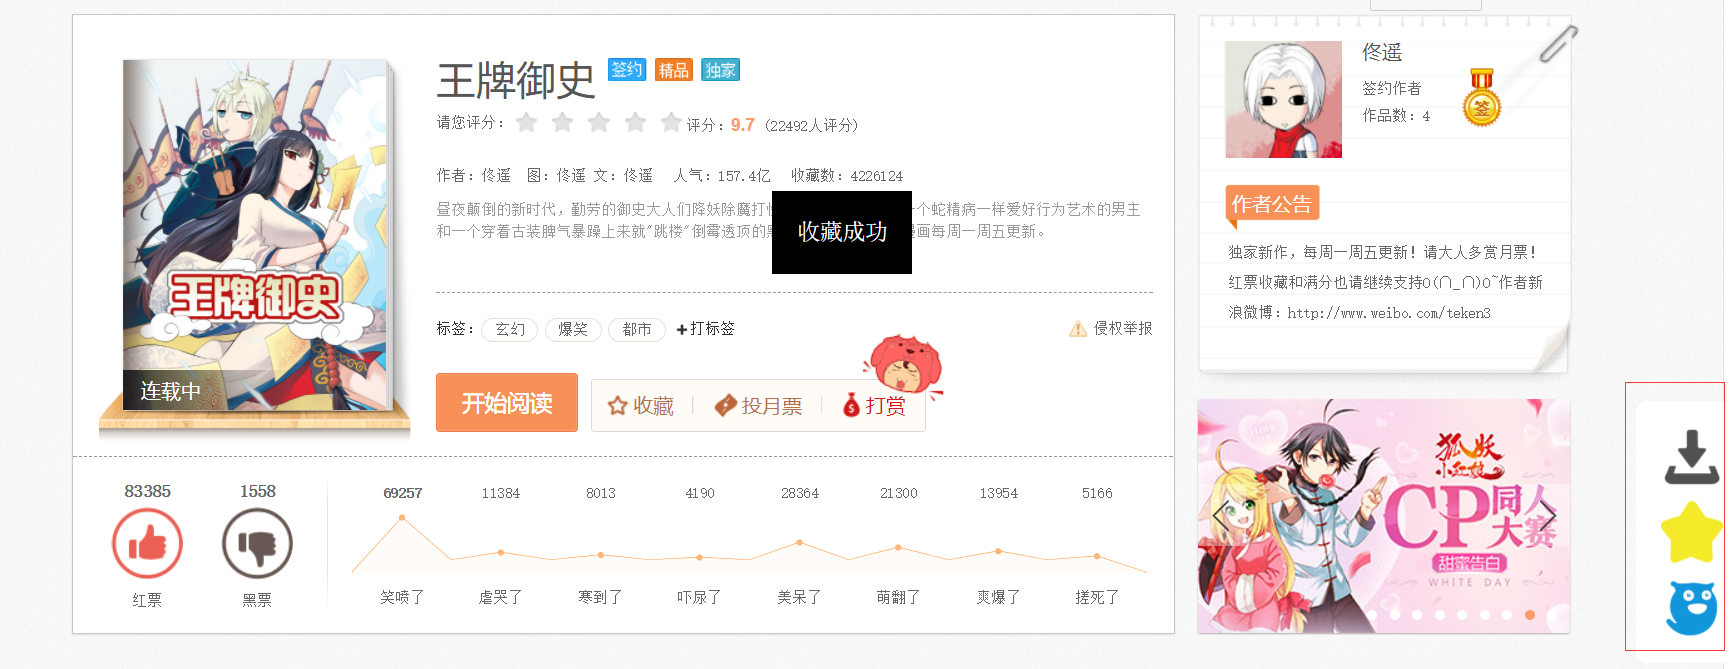 王牌御史 签约 精品 独家
请您评分： 评分：9.7 (22492人评分)
作者：佟遥 图：佟遥 文：佟遥 人气：157.4亿 收藏数：4226124
昼夜颠倒的新时代，勤劳的御史大人们降妖除魔打 一个蛇精病一样爱好行为艺术的男主
和一个穿着古装脾气暴躁上来就"跳楼"倒霉透顶的 漫画每周一周五更新。
收藏成功
标签： 玄幻 爆笑 都市 +打标签 侵权举报
王牌御史
连载中
开始阅读 收藏 投月票 打赏
83385 1558
红票 黑票
69257 11384 8013 4190 28364 21300 13954 5166
笑喷了 虐哭了 寒到了 吓尿了 美呆了 萌翻了 爽爆了 搓死了
佟遥
签约作者
作品数：4
签
作者公告
独家新作，每周一周五更新！请大人多赏月票！
红票收藏和满分也请继续支持O(∩_∩)O~作者新
浪微博：http://www.weibo.com/teken3
狐妖
小红娘
CP同人
大赛
甜蜜告白
WHITE DAY